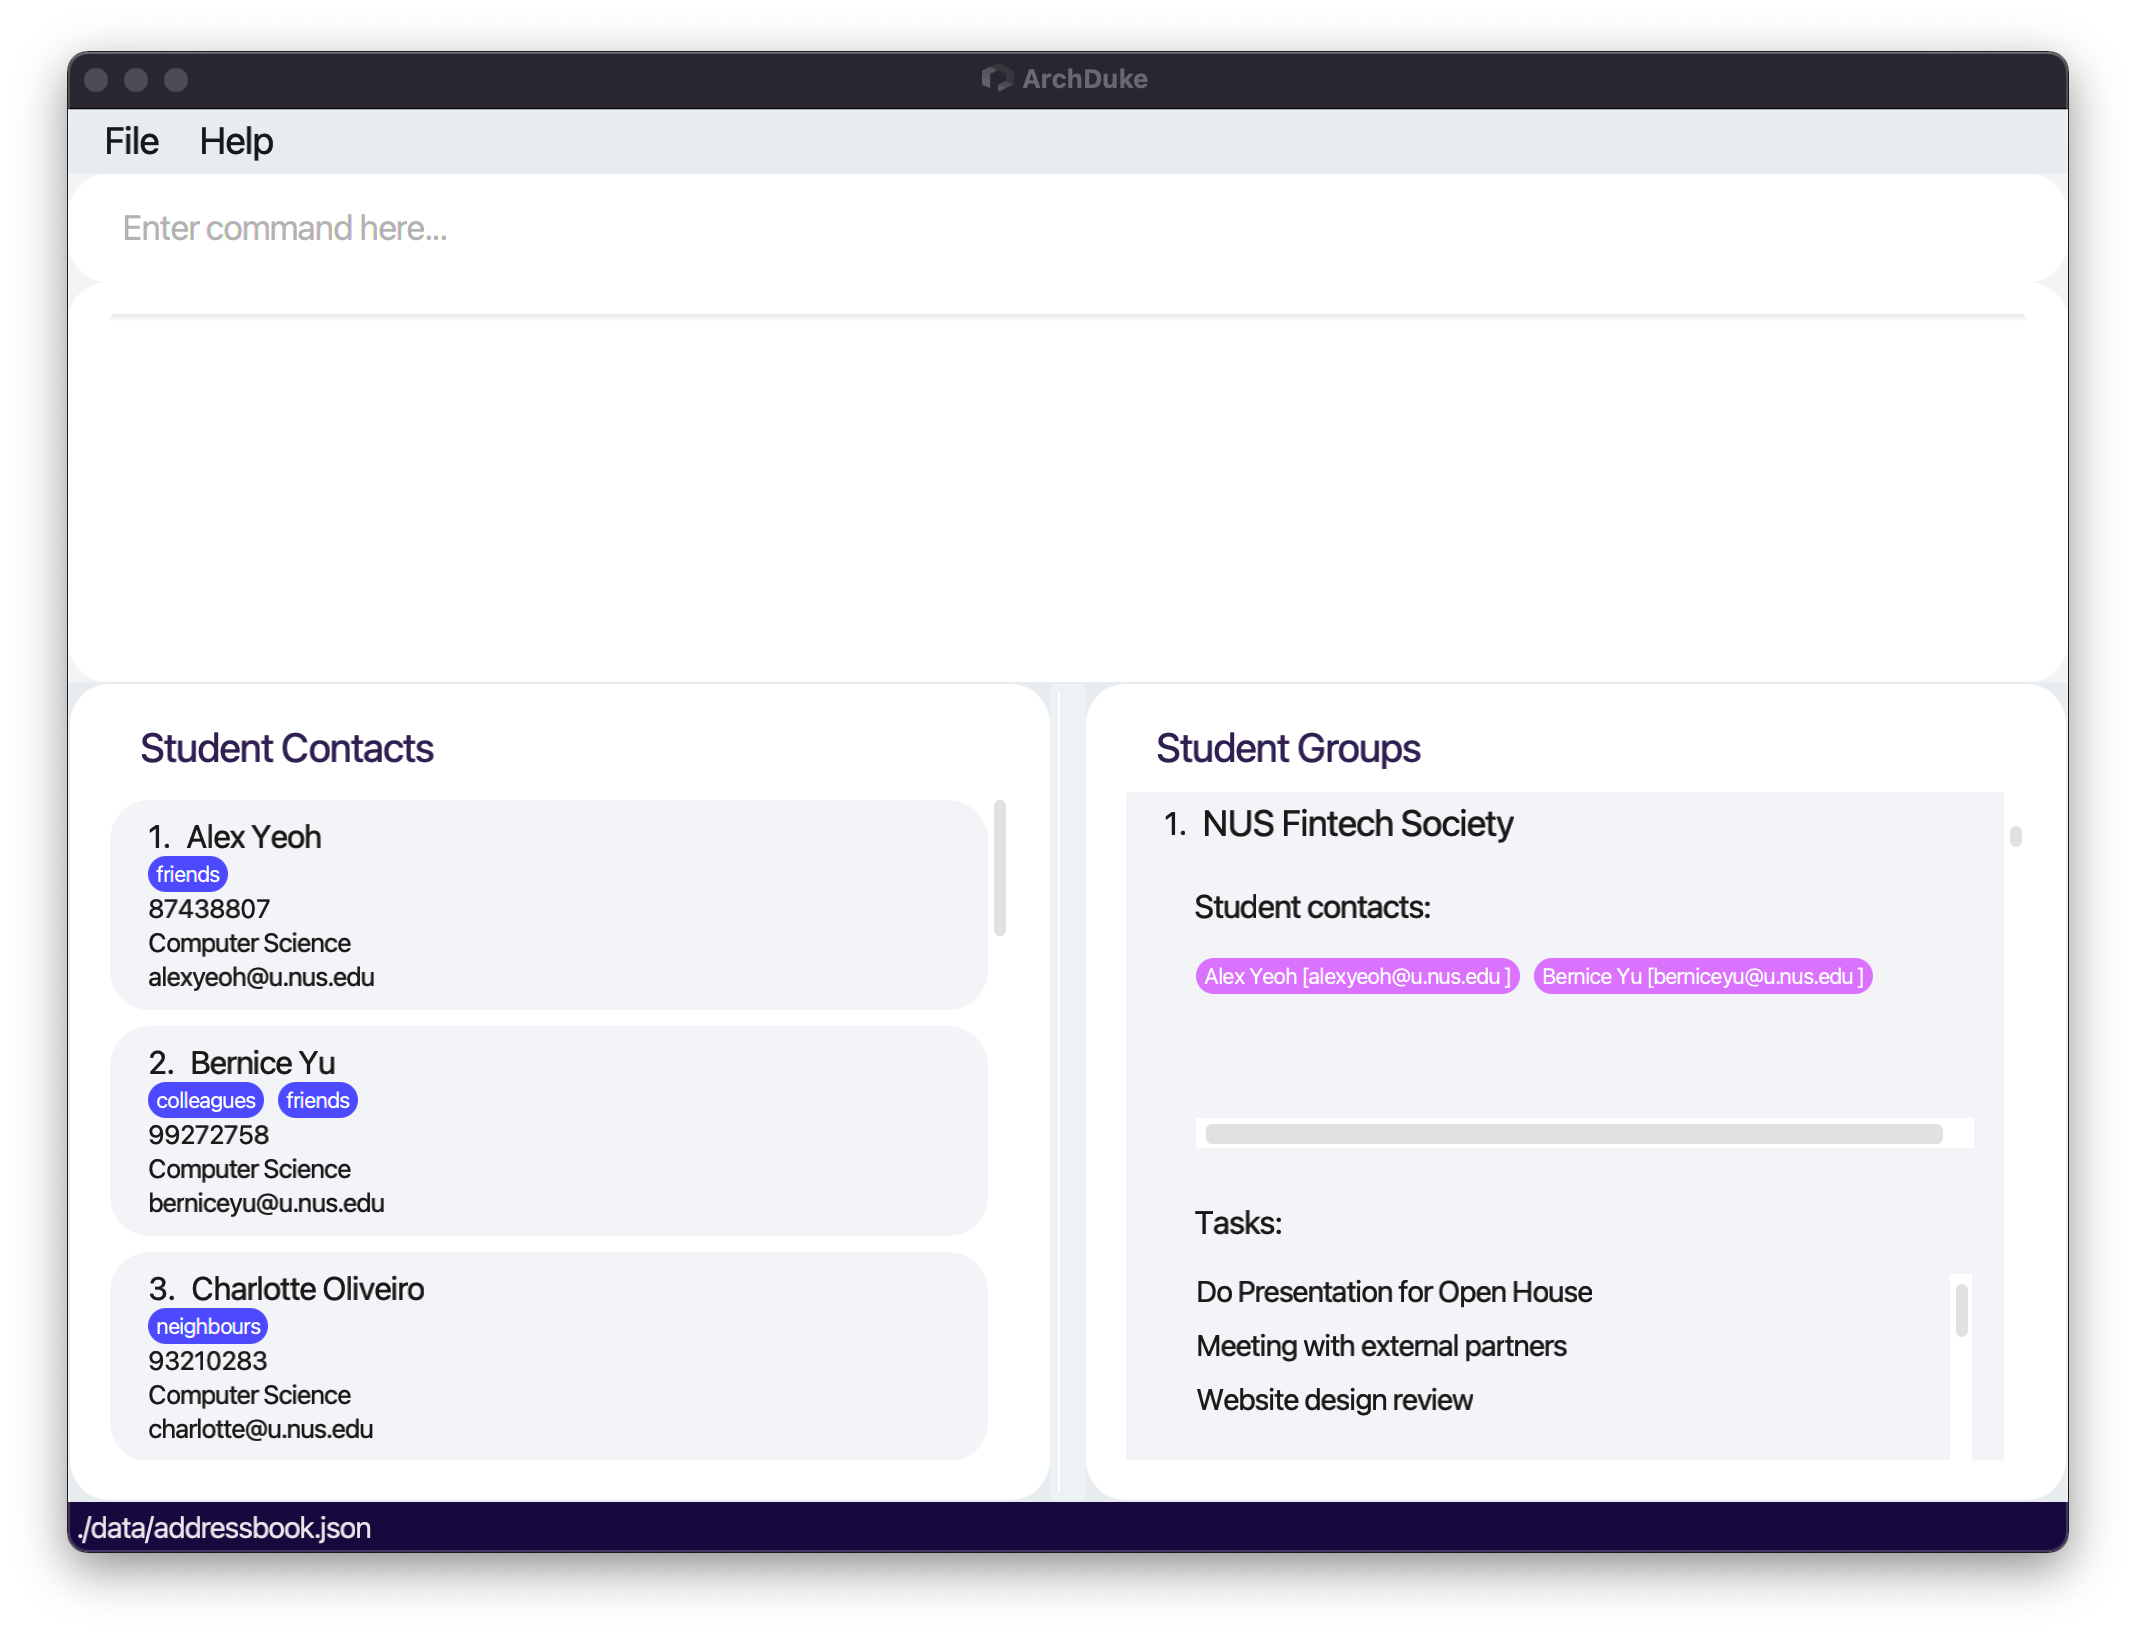 ArchDuke
File Help
Enter command here...
Student Contacts
1. Alex Yeoh
friends
87438807
Computer Science
alexyeoh@u.nus.edu
2. Bernice Yu
colleagues friends
99272758
Computer Science
berniceyu@u.nus.edu
3. Charlotte Oliveiro
neighbours
93210283
Computer Science
charlotte@u.nus.edu
Student Groups
1. NUS Fintech Society
Student contacts:
Alex Yeoh [alexyeoh@u.nus.edu ] Bernice Yu [berniceyu@u.nus.edu ]
Tasks:
Do Presentation for Open House
Meeting with external partners
Website design review
./data/addressbook.json